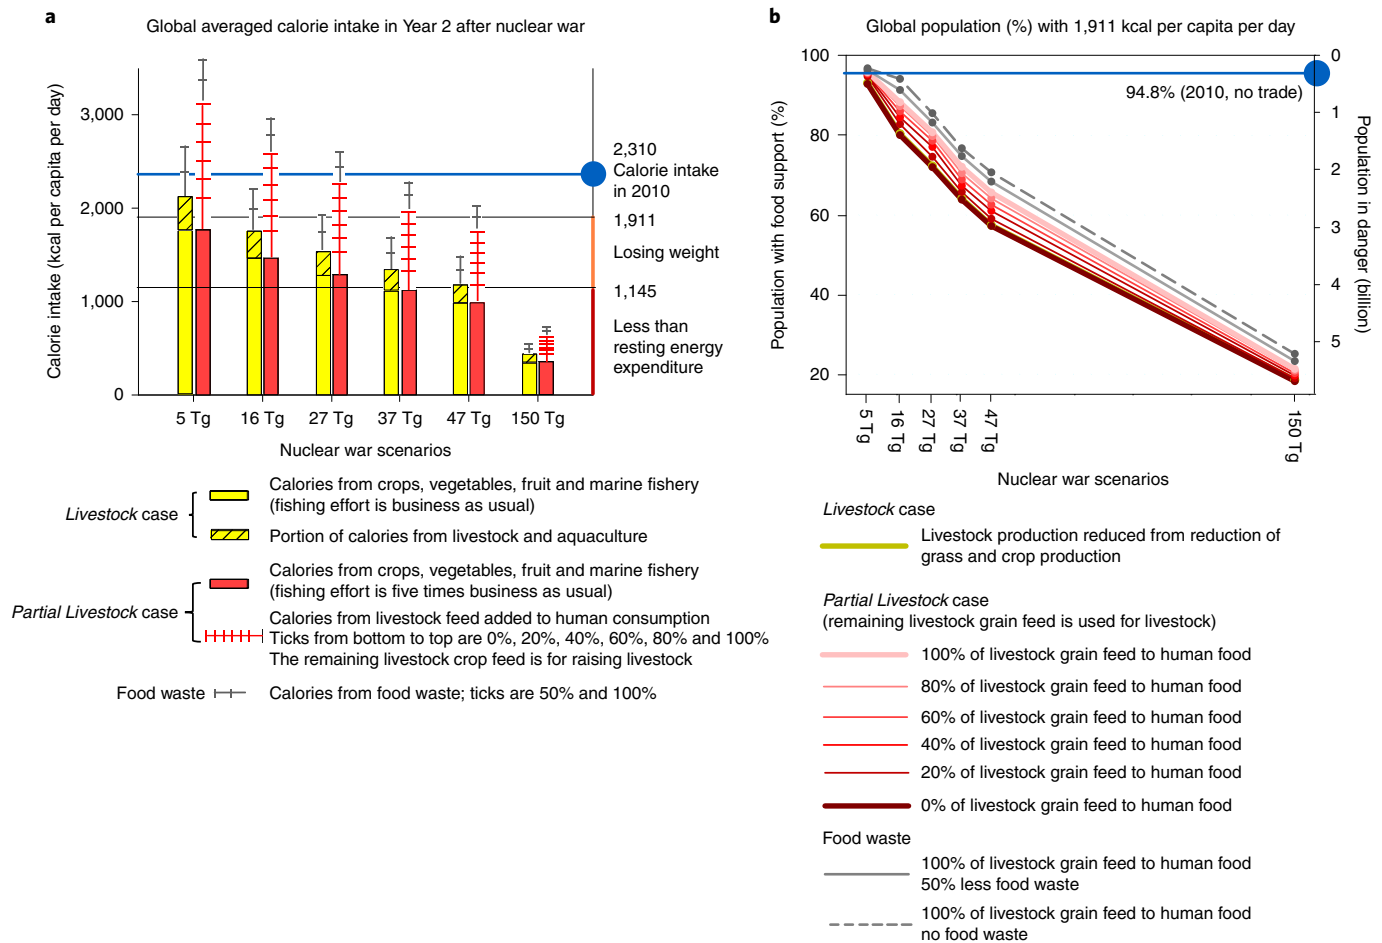 a
Global averaged calorie intake in Year 2 after nuclear war
Calorie intake (kcal per capita per day)
3,000
2,000
1,000
0
2,310
Calorie intake
in 2010
1,911
Losing weight
1,145
Less than
resting energy
expenditure
5 Tg
16 Tg
27 Tg
37 Tg
47 Tg
150 Tg
Nuclear war scenarios
Livestock case
Calories from crops, vegetables, fruit and marine fishery
(fishing effort is business as usual)
Portion of calories from livestock and aquaculture
Partial Livestock case
Calories from crops, vegetables, fruit and marine fishery
(fishing effort is five times business as usual)
Calories from livestock feed added to human consumption
Ticks from bottom to top are 0%, 20%, 40%, 60%, 80% and 100%
The remaining livestock crop feed is for raising livestock
Food waste
Calories from food waste; ticks are 50% and 100%
b
Global population (%) with 1,911 kcal per capita per day
Population with food support (%)
100
80
60
40
20
94.8% (2010, no trade)
0
1
2
3
4
5
Population in danger (billion)
5 Tg
16 Tg
27 Tg
37 Tg
47 Tg
150 Tg
Nuclear war scenarios
Livestock case
Livestock production reduced from reduction of
grass and crop production
Partial Livestock case
(remaining livestock grain feed is used for livestock)
100% of livestock grain feed to human food
80% of livestock grain feed to human food
60% of livestock grain feed to human food
40% of livestock grain feed to human food
20% of livestock grain feed to human food
0% of livestock grain feed to human food
Food waste
100% of livestock grain feed to human food
50% less food waste
100% of livestock grain feed to human food
no food waste